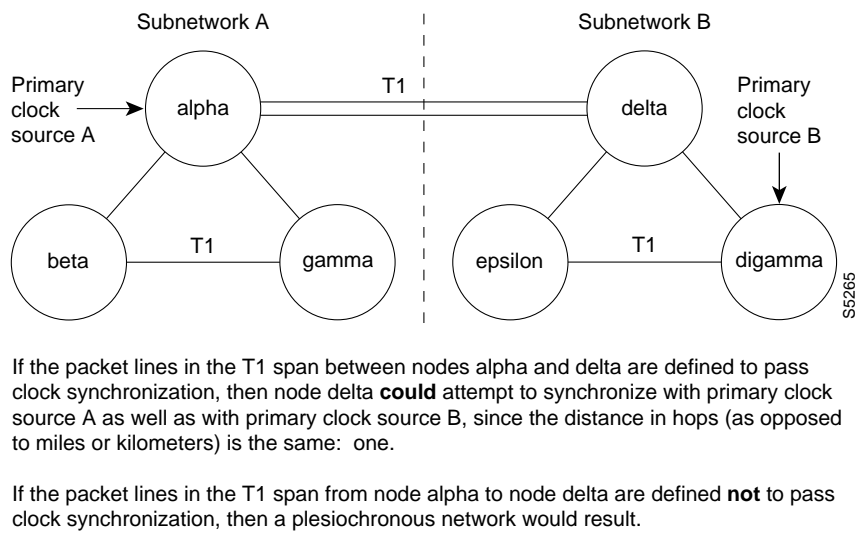 Subnetwork A
Subnetwork B
Primary
clock
source A
alpha
T1
delta
Primary
clock
source B
beta
T1
gamma
epsilon
T1
digamma
S5265
If the packet lines in the T1 span between nodes alpha and delta are defined to pass
clock synchronization, then node delta could attempt to synchronize with primary clock
source A as well as with primary clock source B, since the distance in hops (as opposed
to miles or kilometers) is the same:  one.
If the packet lines in the T1 span from node alpha to node delta are defined not to pass
clock synchronization, then a plesiochronous network would result.